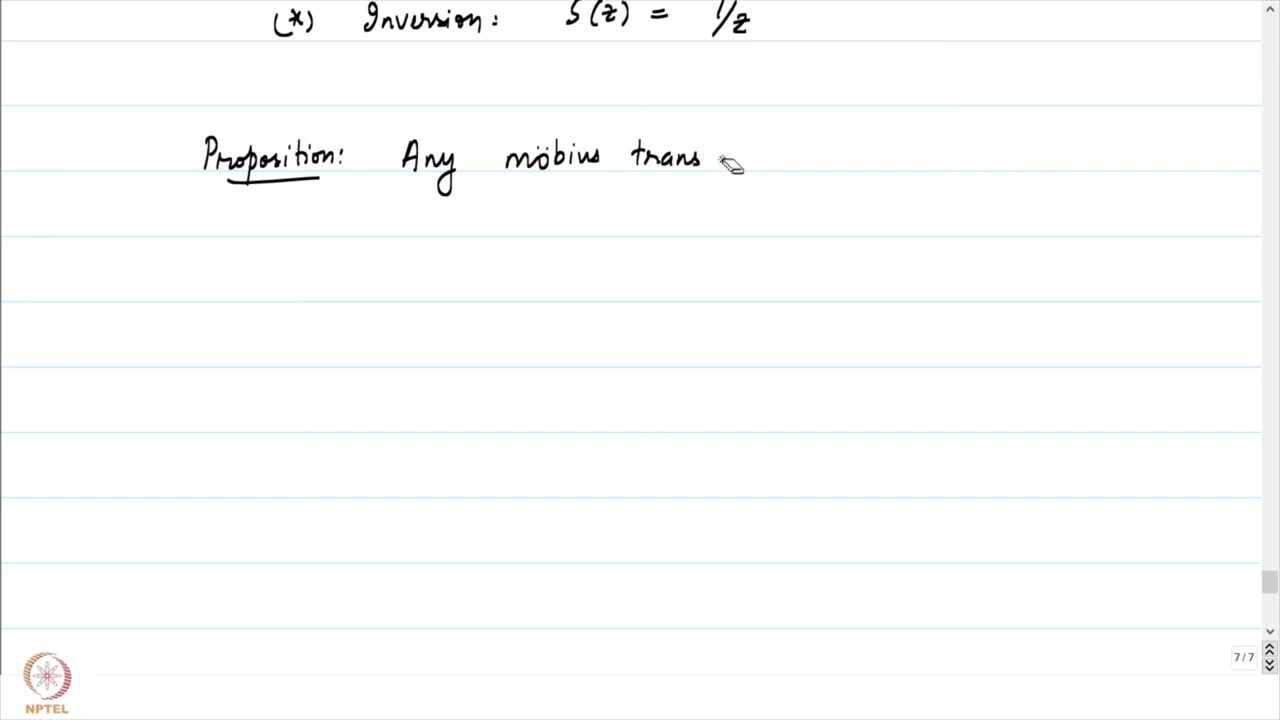 (*) Inversion: S(z) = 1/z
Proposition: Any möbius trans
7/7
NPTEL